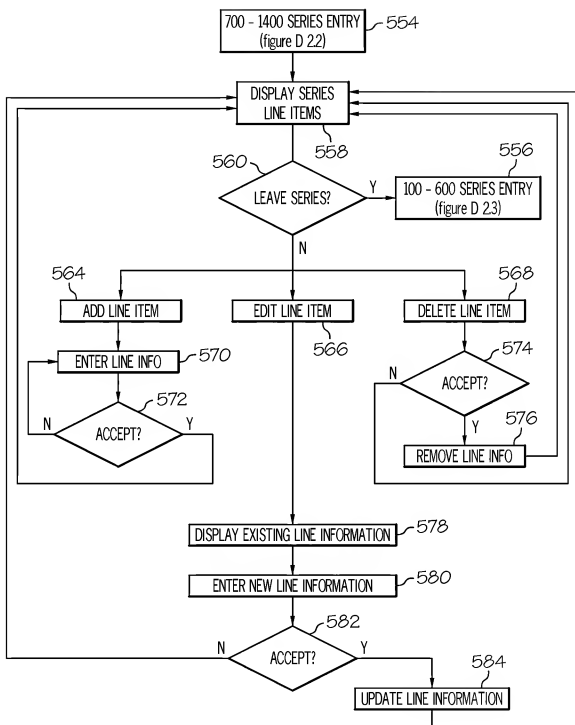 700 - 1400 SERIES ENTRY
(figure D 2.2)
554
DISPLAY SERIES
LINE ITEMS
558
560
LEAVE SERIES?
Y
556
100 - 600 SERIES ENTRY
(figure D 2.3)
N
564
ADD LINE ITEM
EDIT LINE ITEM
566
568
DELETE LINE ITEM
ENTER LINE INFO
570
574
N
ACCEPT?
572
N
ACCEPT?
Y
Y
576
REMOVE LINE INFO
DISPLAY EXISTING LINE INFORMATION
578
ENTER NEW LINE INFORMATION
580
582
N
ACCEPT?
Y
584
UPDATE LINE INFORMATION